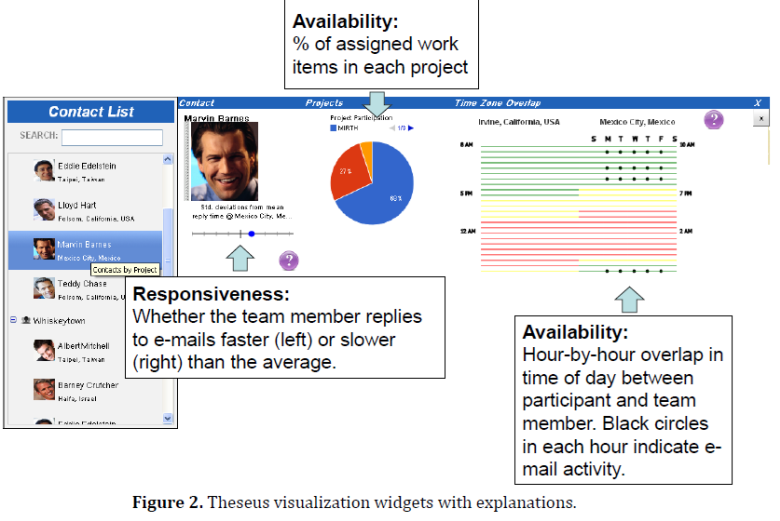 Availability:
% of assigned work
items in each project
Contact List
SEARCH:
Eddie Edelstein
Taipei, Taiwan
Lloyd Hart
Folsom, California, USA
Marvin Barnes
Mexico City, Mexico
Contacts by Project
Teddy Chase
Folsom, California, U
Whiskeytown
Albert Mitchell
Taipei, Taiwan
Barney Crutcher
Haifa, Israel
Eddie Edelstein
Contact
Projects
Time Zone Overlap
X
Marvin Barnes
Std. deviations from mean
reply time @ Mexico City, Me...
?
Project Participation
MIRTH
1/3
27%
Irvine, California, USA
Mexico City, Mexico
?
x
S M T W T F S
8 AM
10 AM
5 PM
7 PM
12 AM
2 AM
Responsiveness:
Whether the team member replies
to e-mails faster (left) or slower
(right) than the average.
Availability:
Hour-by-hour overlap in
time of day between
participant and team
member. Black circles
in each hour indicate e-
mail activity.
Figure 2. Theseus visualization widgets with explanations.